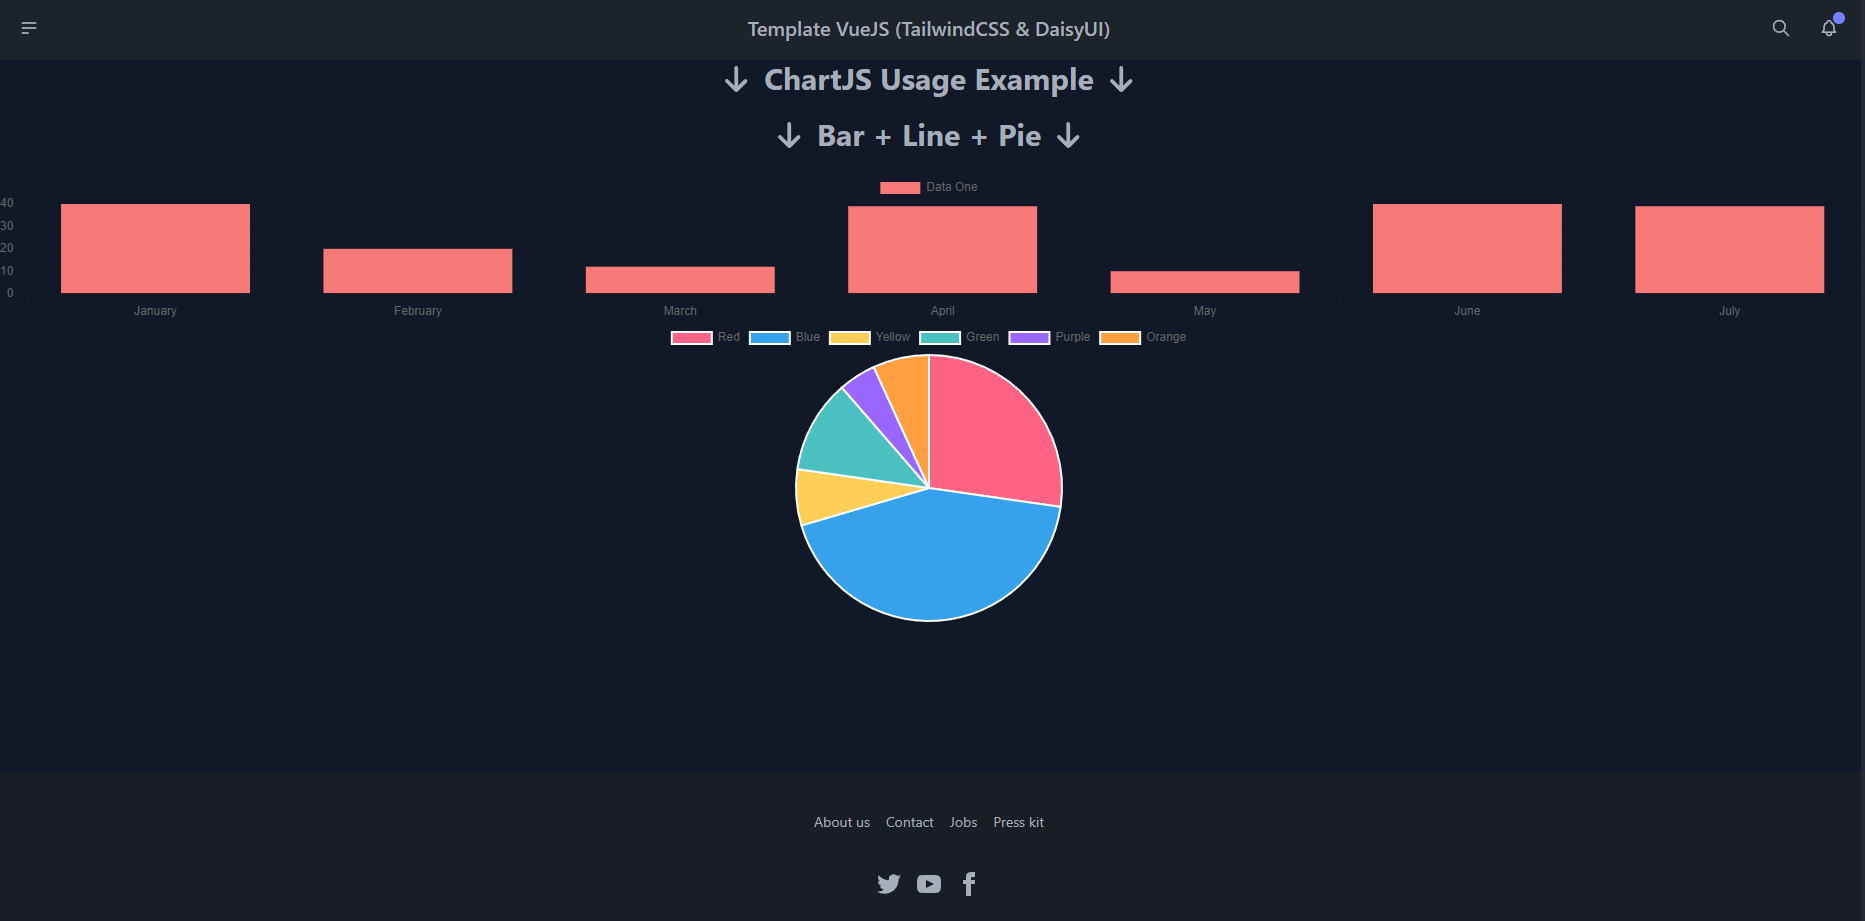 Template VueJS (TailwindCSS & DaisyUI)
ChartJS Usage Example
Bar + Line + Pie
Data One
40
30
20
10
0
January February March April May June July
Red Blue Yellow Green Purple Orange
About us Contact Jobs Press kit